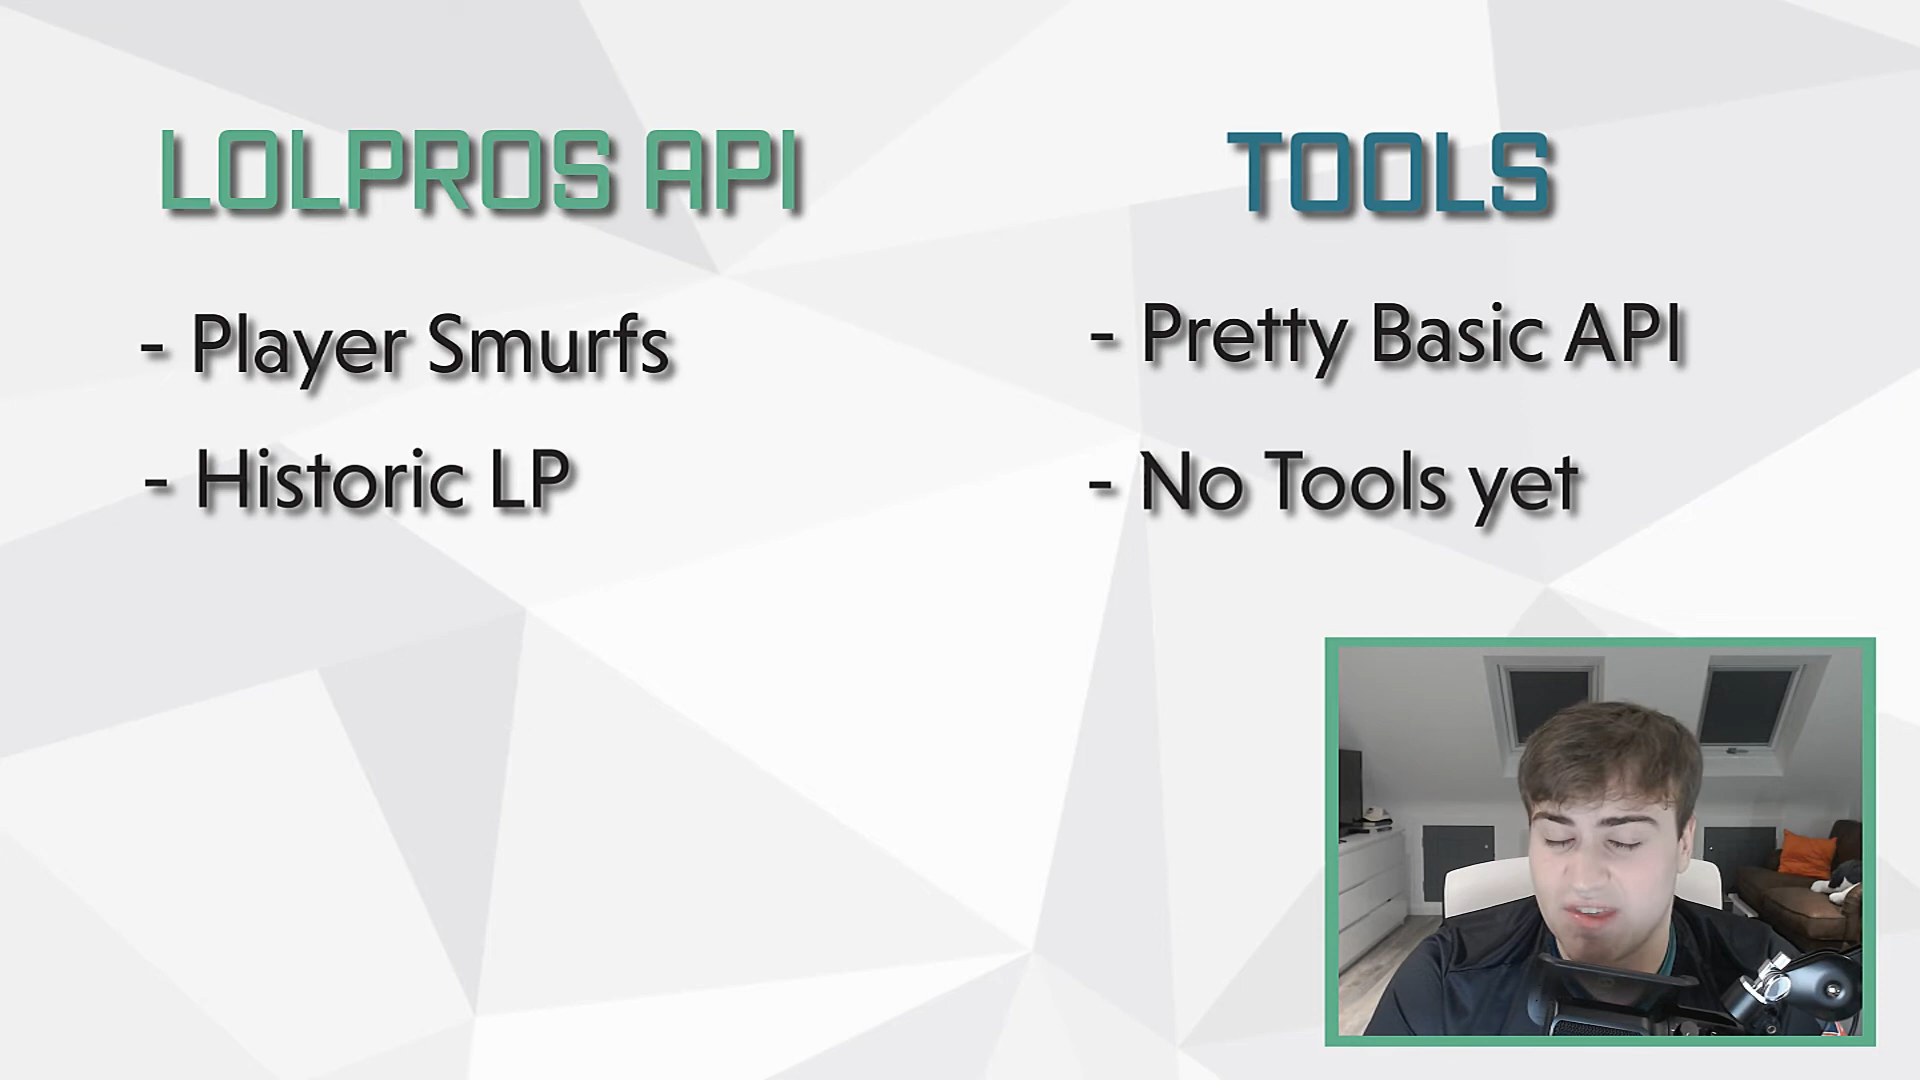 LOLPROS API
- Player Smurfs
- Historic LP
TOOLS
- Pretty Basic API
- No Tools yet